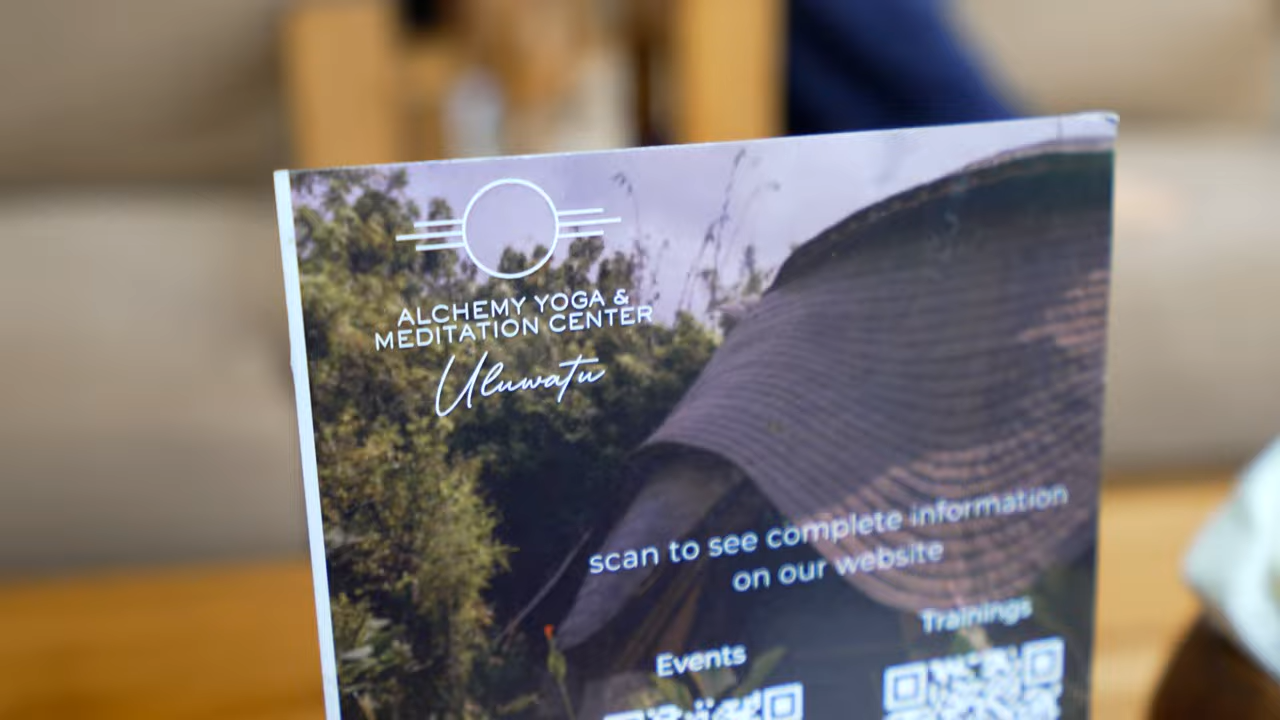 ALCHEMY YOGA &
MEDITATION CENTER
Uluwatu
scan to see complete information
on our website
Events
Trainings